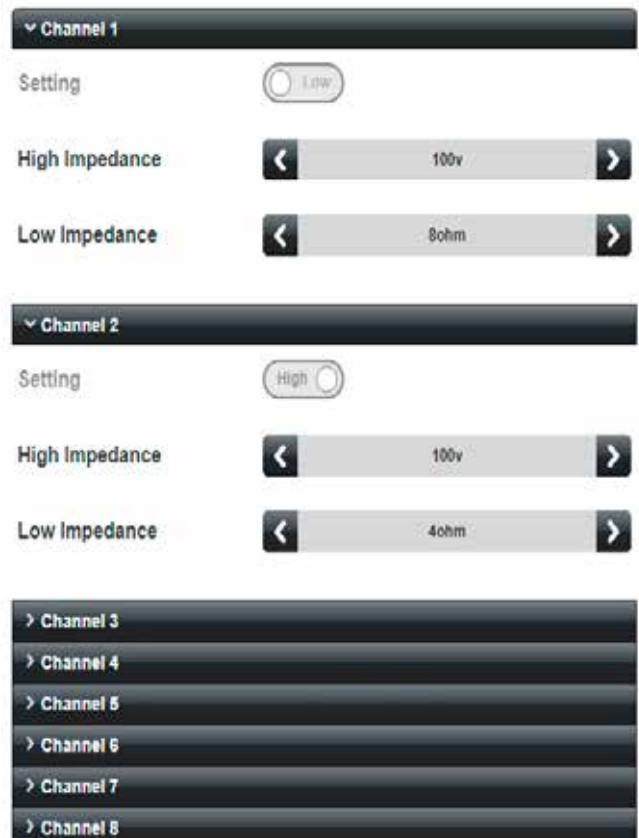 Channel 1
Setting Low
High Impedance 100v
Low Impedance 8ohm
Channel 2
Setting High
High Impedance 100v
Low Impedance 4ohm
Channel 3
Channel 4
Channel 5
Channel 6
Channel 7
Channel 8